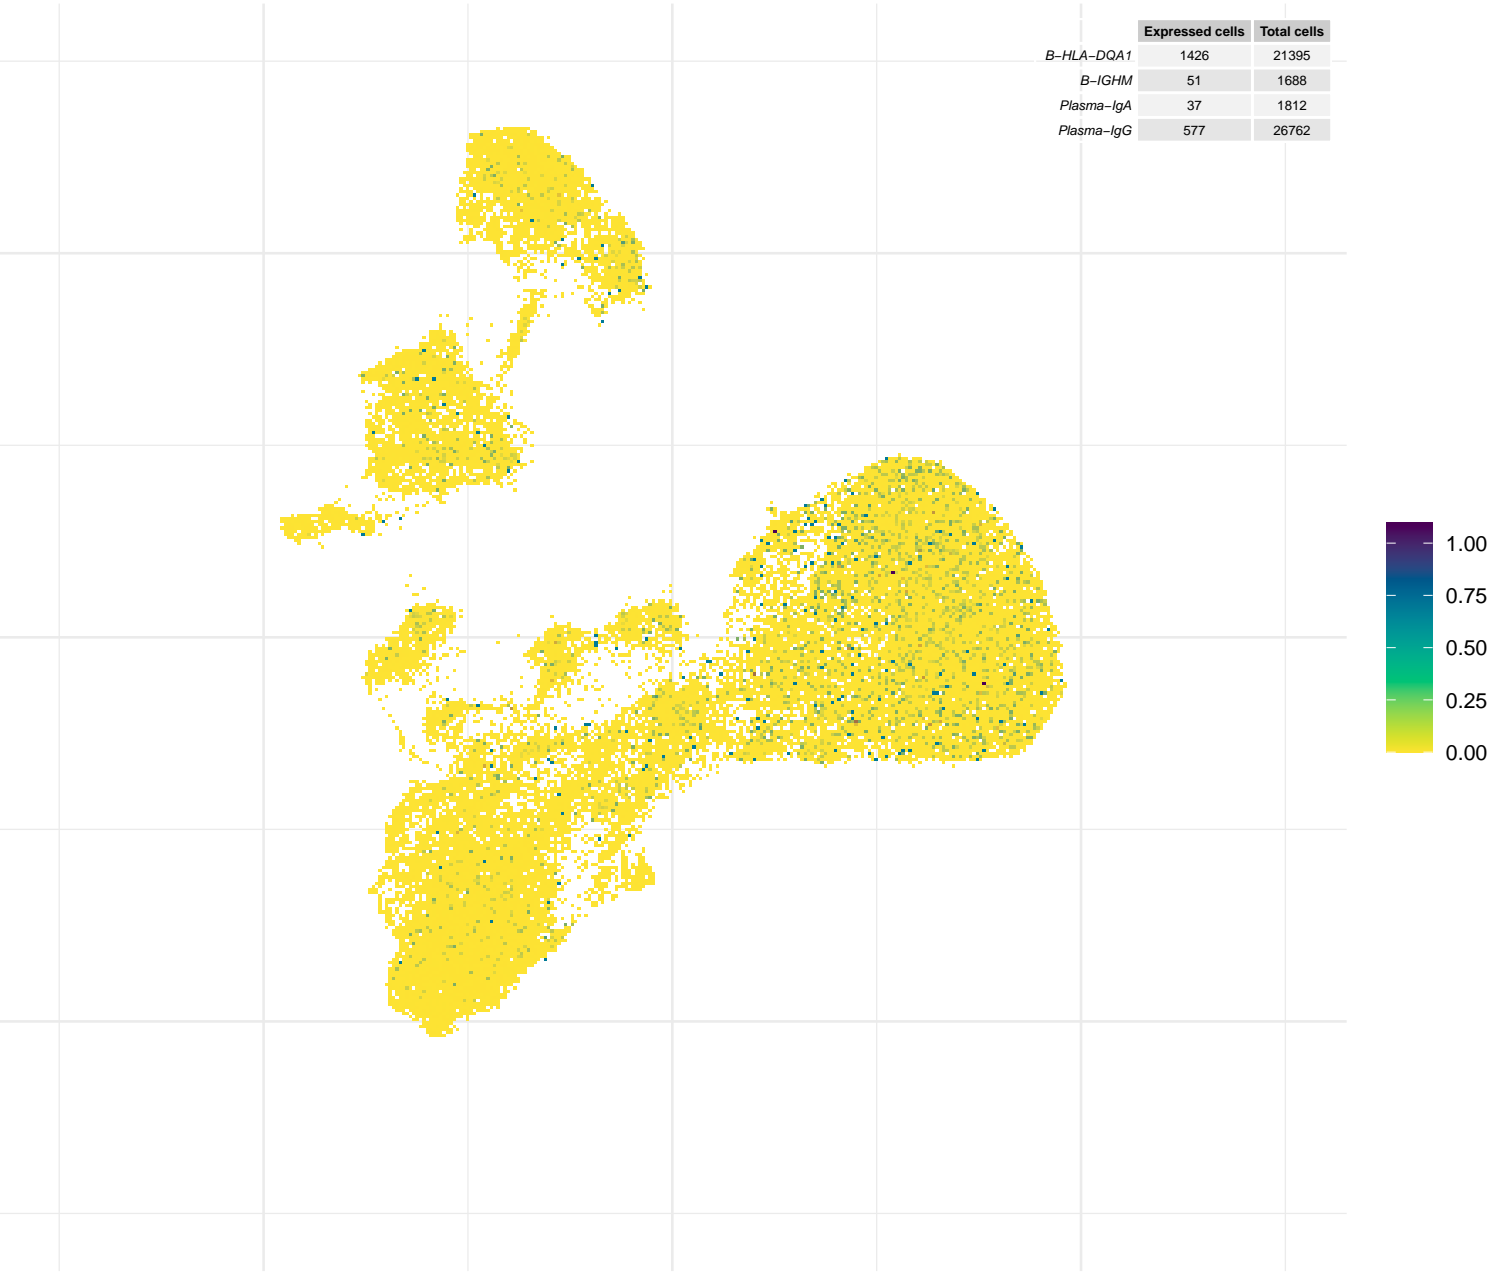 Expressed cells Total cells
B−HLA−DQA1 1426 21395
B−IGHM 51 1688
Plasma−IgA 37 1812
Plasma−IgG 577 26762
1.00
0.75
0.50
0.25
0.00